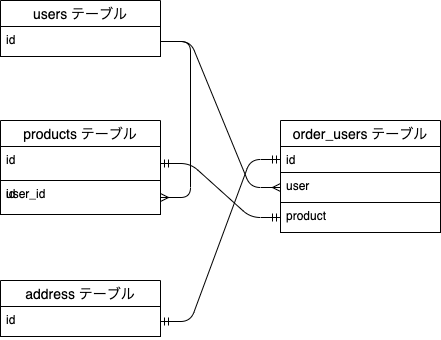 users テーブル
id
products テーブル
id
user_id
id
address テーブル
id
order_users テーブル
id
user
product